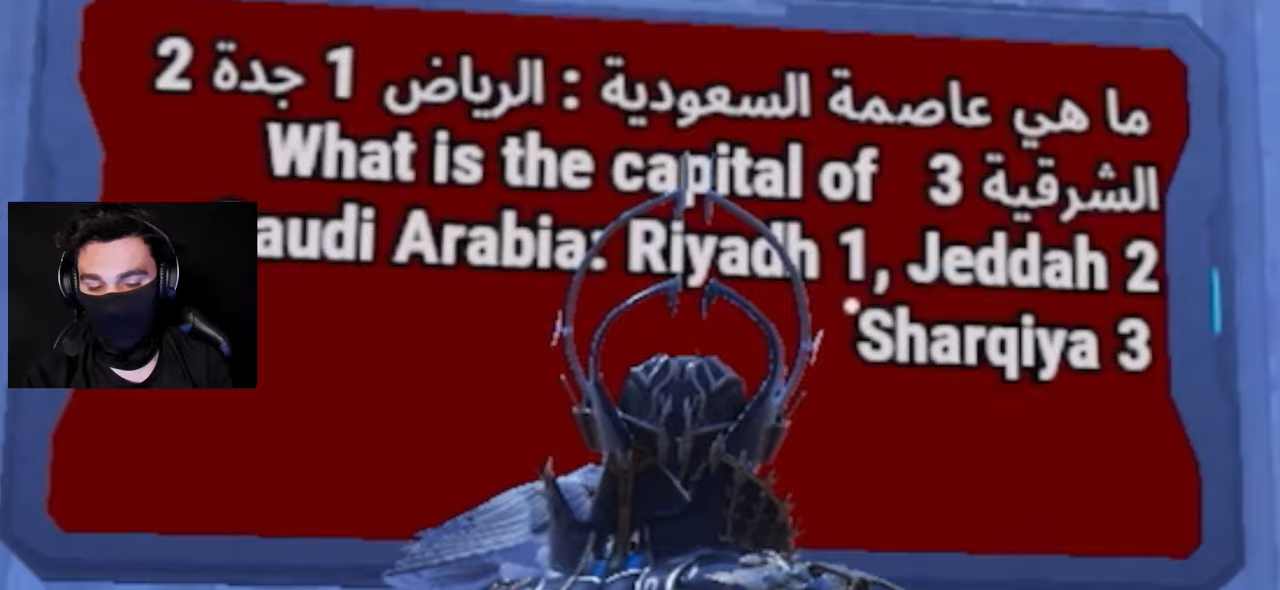 ما هي عاصمة السعودية : الرياض 1 جدة 2
الشرقية 3 What is the capital of
audi Arabia: Riyadh 1, Jeddah 2
Sharqiya 3